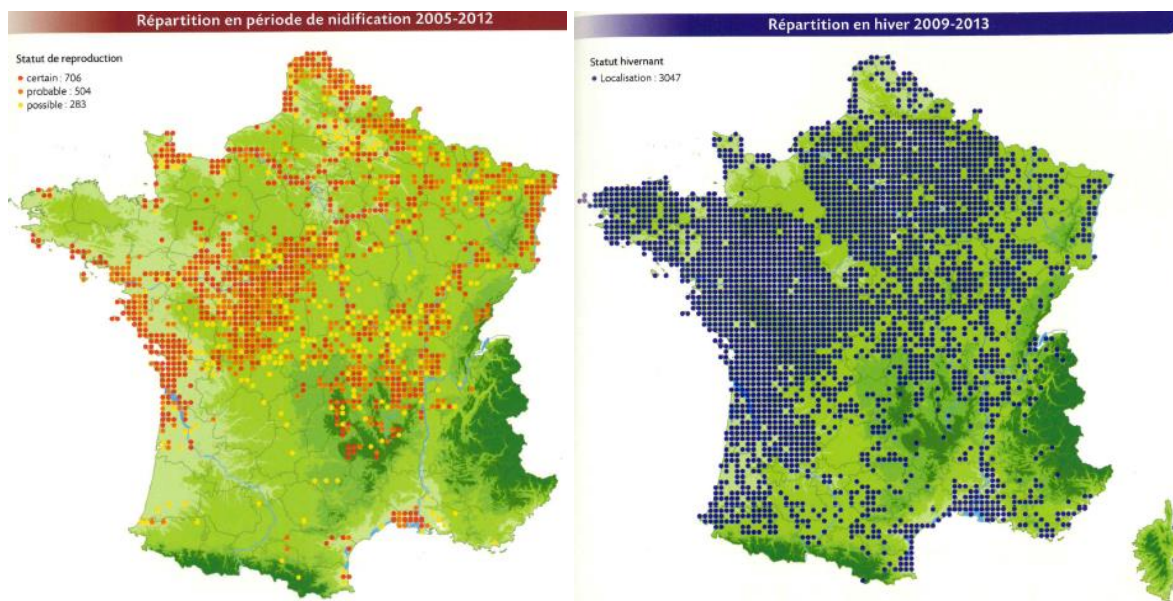 Répartition en période de nidification 2005-2012
Statut de reproduction
certain : 706
probable : 504
possible : 283
Répartition en hiver 2009-2013
Statut hivernant
Localisation : 3047